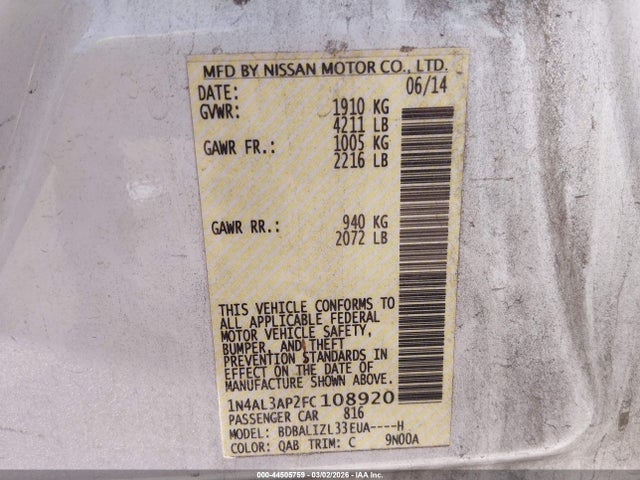 MFD BY NISSAN MOTOR CO., LTD.
DATE: 06/14
GVWR: 1910 KG
4211 LB
GAWR FR.: 1005 KG
2216 LB
GAWR RR.: 940 KG
2072 LB
THIS VEHICLE CONFORMS TO
ALL APPLICABLE FEDERAL
MOTOR VEHICLE SAFETY,
BUMPER, AND THEFT
PREVENTION STANDARDS IN
EFFECT ON THE DATE OF
MANUFACTURE SHOWN ABOVE.
1N4AL3AP2FC108920
PASSENGER CAR 816
MODEL: BDBALIZL33EUA----H
COLOR: QAB TRIM: C 9N00A
000-44505759 | 03/02/2026 - IAA